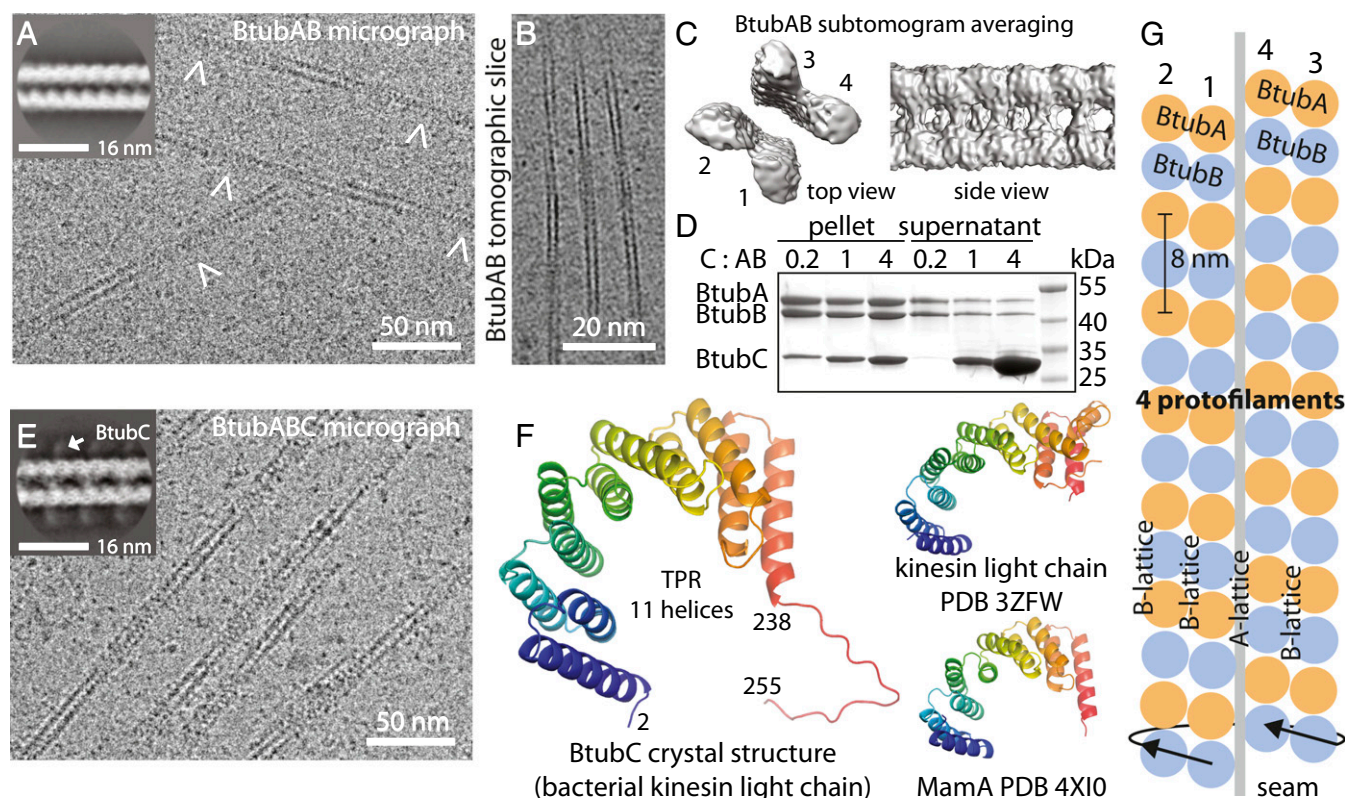 A
BtubAB micrograph
16 nm
50 nm
BtubAB tomographic slice
B
20 nm
C
BtubAB subtomogram averaging
3
4
2
1
top view
side view
D
pellet supernatant
C : AB 0.2 1 4 0.2 1 4 kDa
BtubA
BtubB
BtubC
55
40
35
25
E
BtubC
BtubABC micrograph
16 nm
50 nm
F
TPR
11 helices
238
255
2
BtubC crystal structure
(bacterial kinesin light chain)
kinesin light chain
PDB 3ZFW
MamA PDB 4XI0
G
2 1 4 3
BtubA
BtubB
BtubA
BtubB
8 nm
4 protofilaments
B-lattice
B-lattice
A-lattice
B-lattice
seam